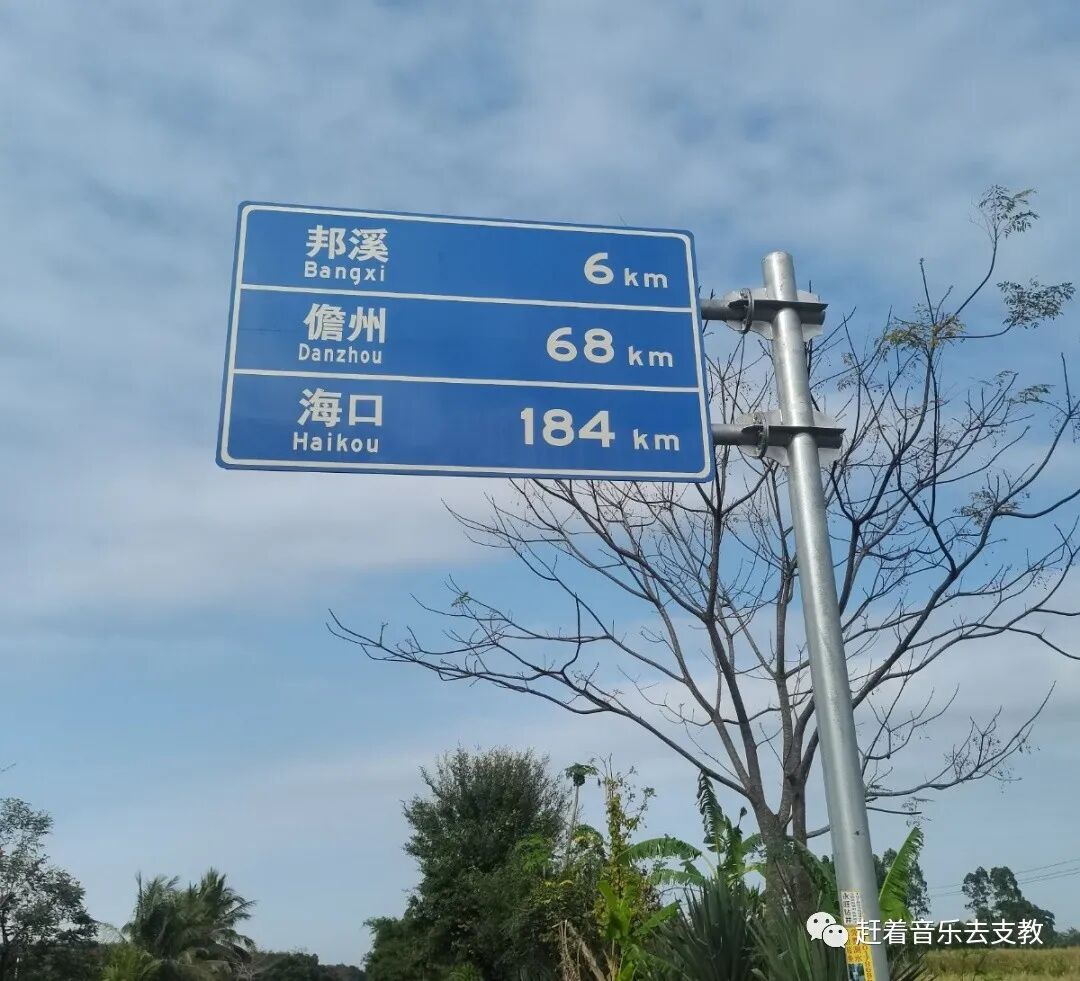 邦溪
Bangxi
6 km
儋州
Danzhou
68 km
海口
Haikou
184 km
赶着音乐去支教